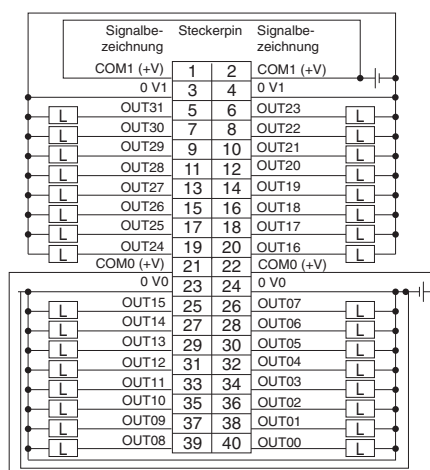 Signalbe- Steckerpin Signalbe-
zeichnung zeichnung
COM1 (+V) 1 2 COM1 (+V)
0 V1 3 4 0 V1
L OUT31 5 6 OUT23 L
L OUT30 7 8 OUT22 L
L OUT29 9 10 OUT21 L
L OUT28 11 12 OUT20 L
L OUT27 13 14 OUT19 L
L OUT26 15 16 OUT18 L
L OUT25 17 18 OUT17 L
L OUT24 19 20 OUT16 L
COM0 (+V) 21 22 COM0 (+V)
0 V0 23 24 0 V0
L OUT15 25 26 OUT07 L
L OUT14 27 28 OUT06 L
L OUT13 29 30 OUT05 L
L OUT12 31 32 OUT04 L
L OUT11 33 34 OUT03 L
L OUT10 35 36 OUT02 L
L OUT09 37 38 OUT01 L
L OUT08 39 40 OUT00 L